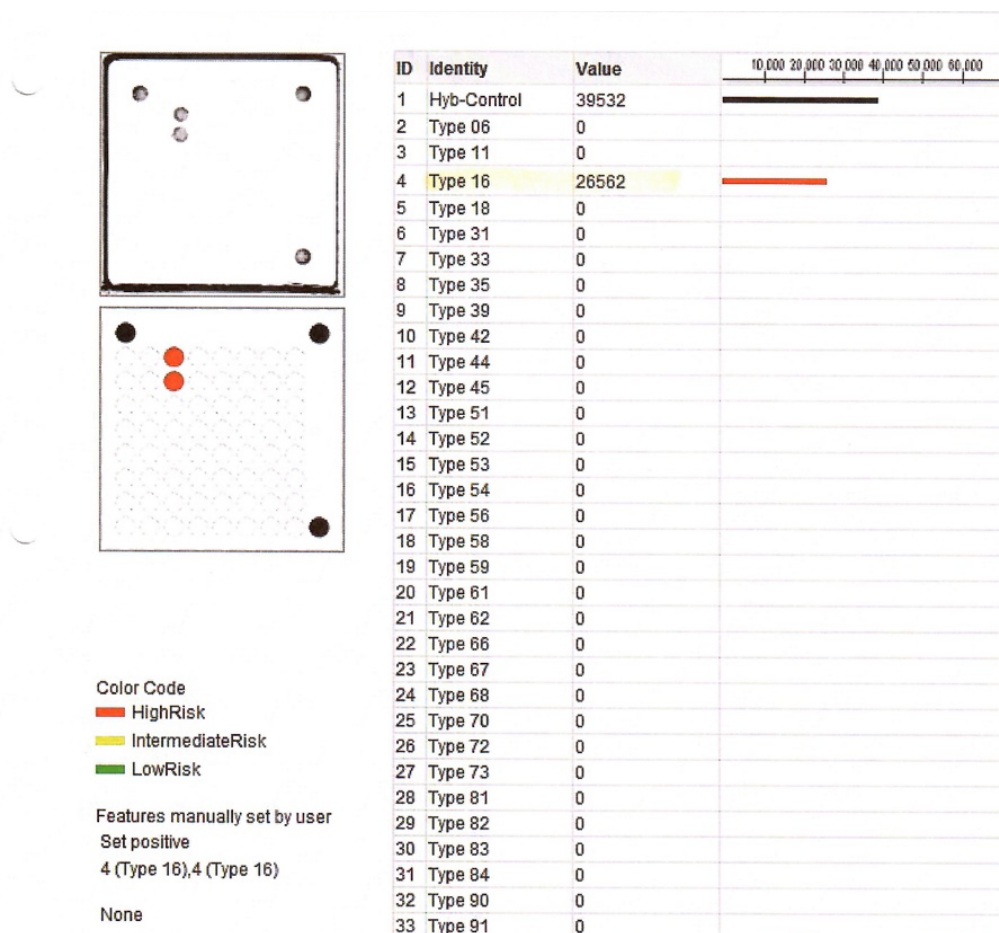 ID Identity Value 10,000 20,000 30,000 40,000 50,000 60,000
1 Hyb-Control 39532
2 Type 06 0
3 Type 11 0
4 Type 16 26562
5 Type 18 0
6 Type 31 0
7 Type 33 0
8 Type 35 0
9 Type 39 0
10 Type 42 0
11 Type 44 0
12 Type 45 0
13 Type 51 0
14 Type 52 0
15 Type 53 0
16 Type 54 0
17 Type 56 0
18 Type 58 0
19 Type 59 0
20 Type 61 0
21 Type 62 0
22 Type 66 0
23 Type 67 0
24 Type 68 0
25 Type 70 0
26 Type 72 0
27 Type 73 0
28 Type 81 0
29 Type 82 0
30 Type 83 0
31 Type 84 0
32 Type 90 0
33 Type 91 0
Color Code
HighRisk
IntermediateRisk
LowRisk
Features manually set by user
Set positive
4 (Type 16),4 (Type 16)
None